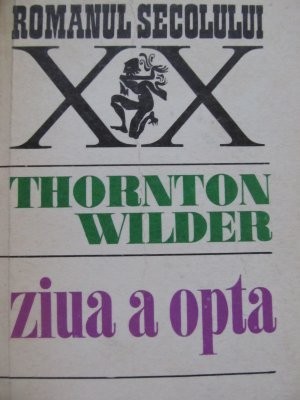 ROMANUL SECOLULUI
XX
THORNTON
WILDER
ziua a opta